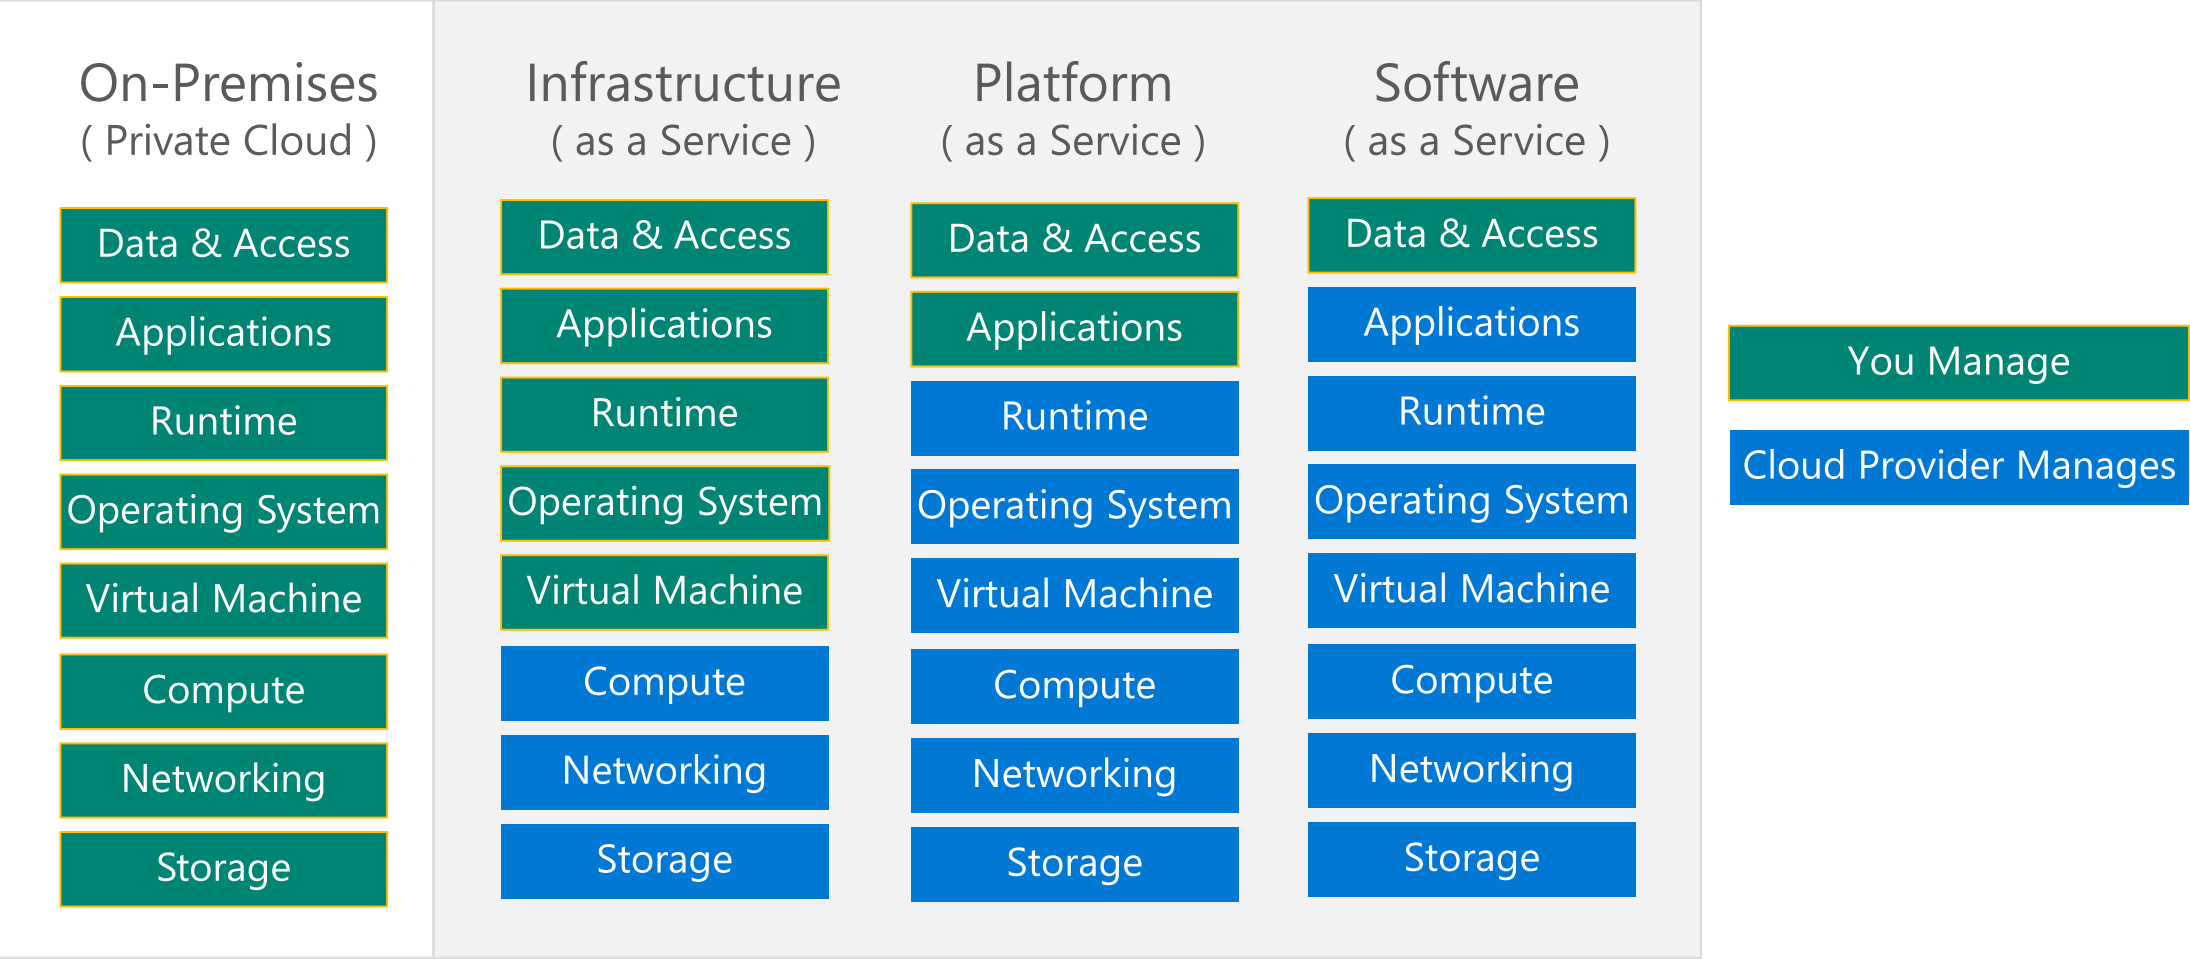 On-Premises
( Private Cloud )
Data & Access
Applications
Runtime
Operating System
Virtual Machine
Compute
Networking
Storage
Infrastructure
( as a Service )
Data & Access
Applications
Runtime
Operating System
Virtual Machine
Compute
Networking
Storage
Platform
( as a Service )
Data & Access
Applications
Runtime
Operating System
Virtual Machine
Compute
Networking
Storage
Software
( as a Service )
Data & Access
Applications
Runtime
Operating System
Virtual Machine
Compute
Networking
Storage
You Manage
Cloud Provider Manages